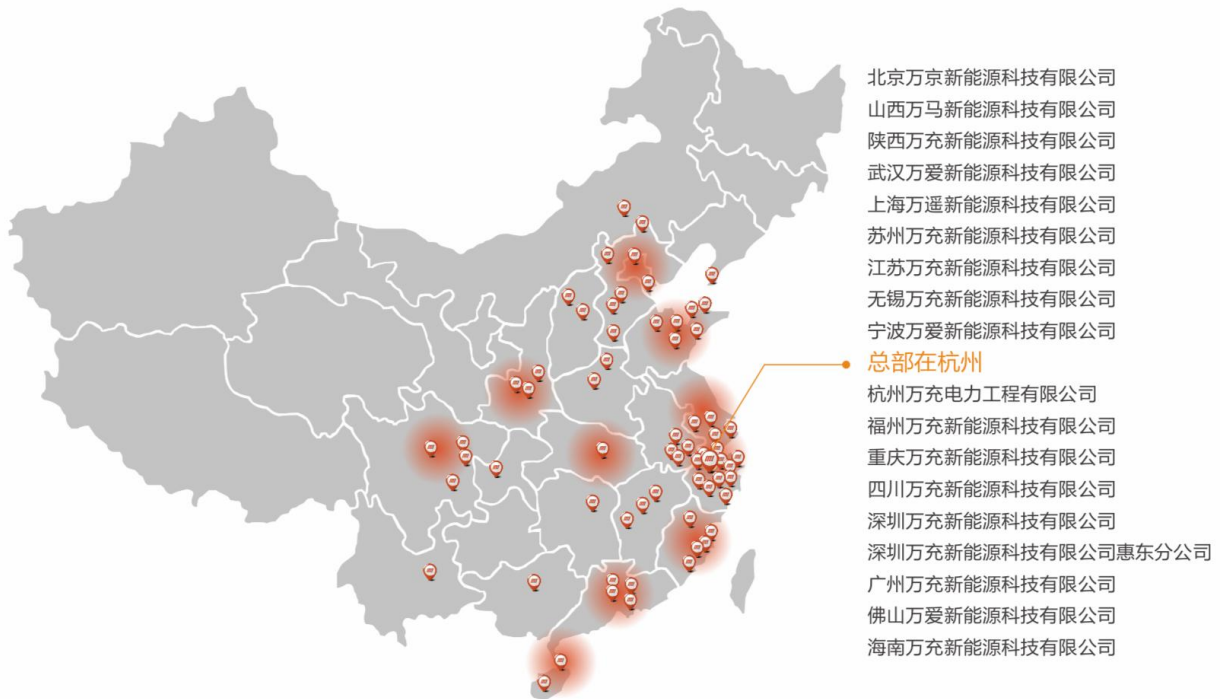 北京万京新能源科技有限公司
山西万马新能源科技有限公司
陕西万充新能源科技有限公司
武汉万爱新能源科技有限公司
上海万遥新能源科技有限公司
苏州万充新能源科技有限公司
江苏万充新能源科技有限公司
无锡万充新能源科技有限公司
宁波万爱新能源科技有限公司
总部在杭州
杭州万充电力工程有限公司
福州万充新能源科技有限公司
重庆万充新能源科技有限公司
四川万充新能源科技有限公司
深圳万充新能源科技有限公司
深圳万充新能源科技有限公司惠东分公司
广州万充新能源科技有限公司
佛山万爱新能源科技有限公司
海南万充新能源科技有限公司